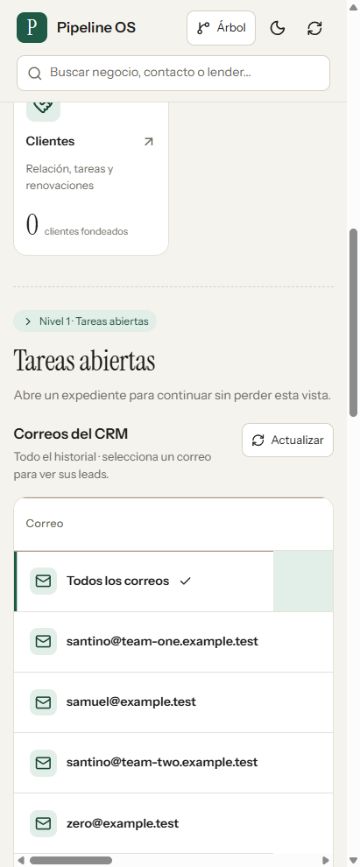 P Pipeline OS Árbol
Buscar negocio, contacto o lender...
Clientes
Relación, tareas y
renovaciones
0 clientes fondeados
Nivel 1 · Tareas abiertas
Tareas abiertas
Abre un expediente para continuar sin perder esta vista.
Correos del CRM
Actualizar
Todo el historial · selecciona un correo
para ver sus leads.
Correo
Todos los correos
santino@team-one.example.test
samuel@example.test
santino@team-two.example.test
zero@example.test